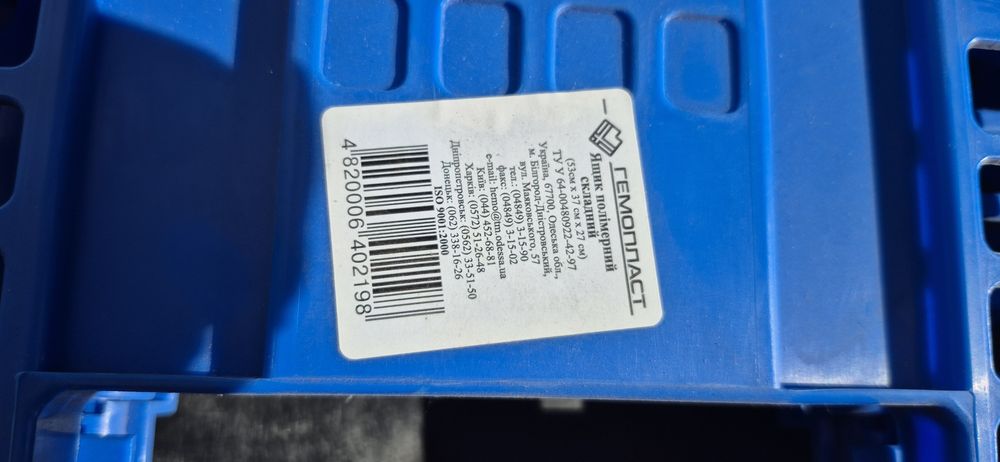 ГЕМОПЛАСТ
Ящик полімерний
складний
(53см х 37 см х 27 см)
ТУ У 64-00480922-42-97
Україна, 67700, Одеська обл.,
м. Білгород-Дністровський,
вул. Маяковського, 57
тел.: (04849) 3-15-90
факс: (04849) 3-15-02
e-mail: hemo@tm.odessa.ua
Київ: (044) 452-68-81
Харків: (0572) 51-26-48
Дніпропетровськ: (0562) 33-51-50
Донецьк: (062) 338-16-26
ISO 9001:2000
4 820006 402198